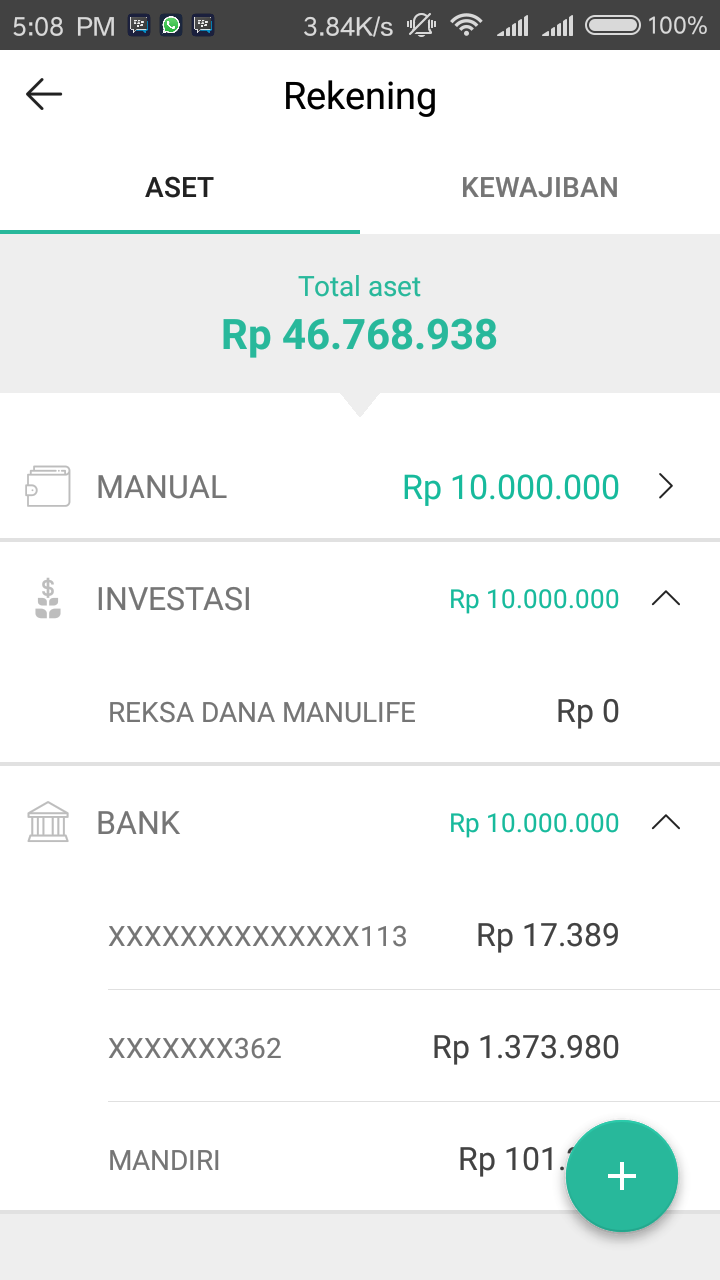 5:08 PM 3.84K/s 100%
Rekening
ASET KEWAJIBAN
Total aset
Rp 46.768.938
MANUAL Rp 10.000.000
INVESTASI Rp 10.000.000
REKSA DANA MANULIFE Rp 0
BANK Rp 10.000.000
XXXXXXXXXXXXXX113 Rp 17.389
XXXXXXX362 Rp 1.373.980
MANDIRI Rp 101.